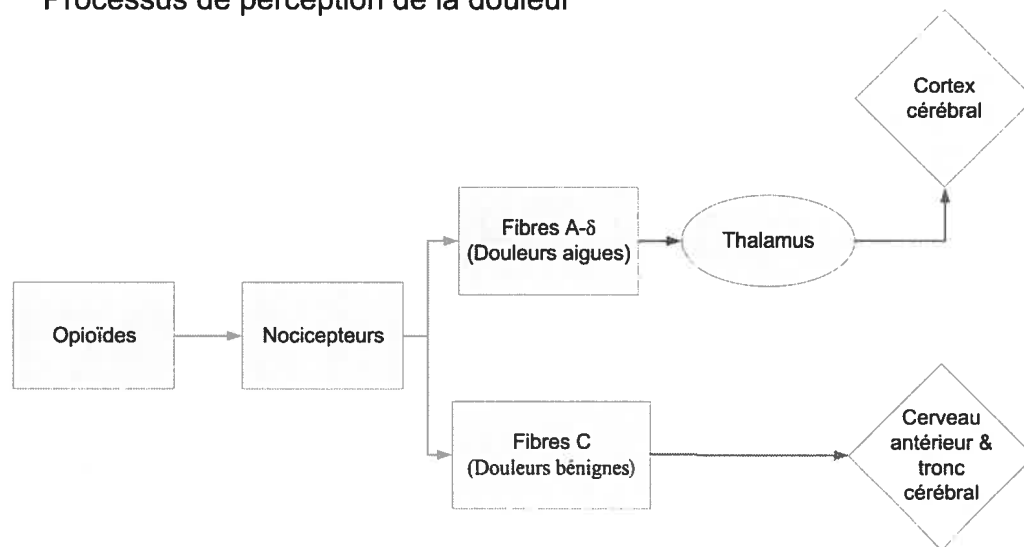 Processus de perception de la douleur
Cortex
cérébral
Fibres A-δ
(Douleurs aigues)
Thalamus
Opioïdes
Nocicepteurs
Fibres C
(Douleurs bénignes)
Cerveau
antérieur &
tronc
cérébral